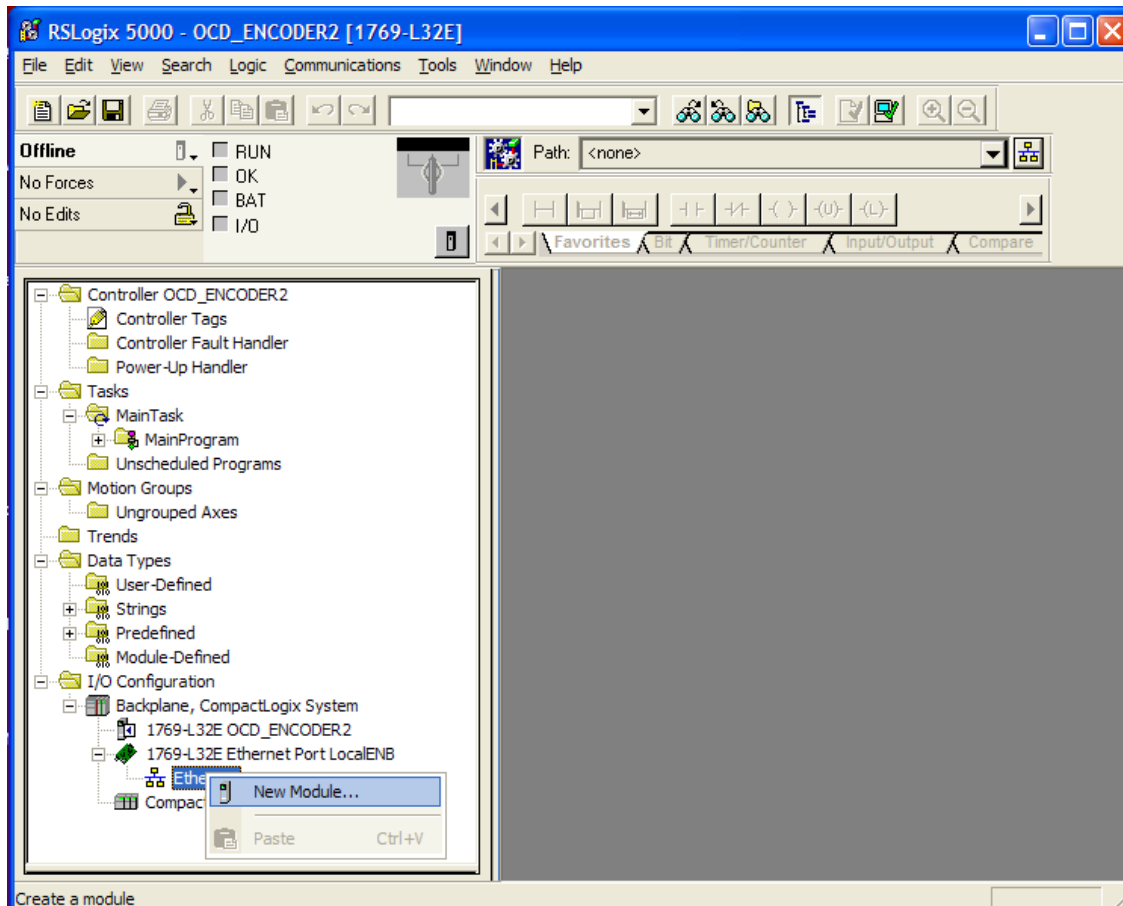 RSLogix 5000 - OCD_ENCODER2 [1769-L32E]
File Edit View Search Logic Communications Tools Window Help
Offline
RUN
Path: <none>
No Forces
OK
BAT
No Edits
I/O
Favorites Bit Timer/Counter Input/Output Compare
Controller OCD_ENCODER2
Controller Tags
Controller Fault Handler
Power-Up Handler
Tasks
MainTask
MainProgram
Unscheduled Programs
Motion Groups
Ungrouped Axes
Trends
Data Types
User-Defined
Strings
Predefined
Module-Defined
I/O Configuration
Backplane, CompactLogix System
1769-L32E OCD_ENCODER2
1769-L32E Ethernet Port LocalENB
Ethe
New Module...
Compac
Paste Ctrl+V
Create a module